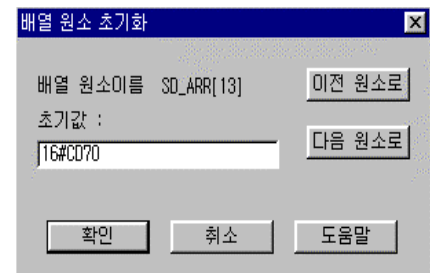 배열 원소 초기화
배열 원소이름 SD_ARR[13]
이전 원소로
초기값 :
다음 원소로
16#CD70
확인 취소 도움말